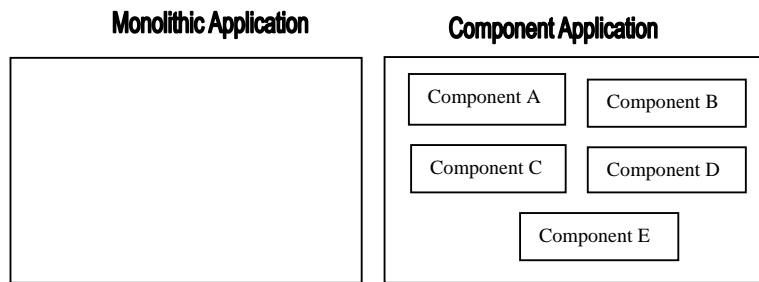 Monolithic Application
Component Application
Component A
Component B
Component C
Component D
Component E